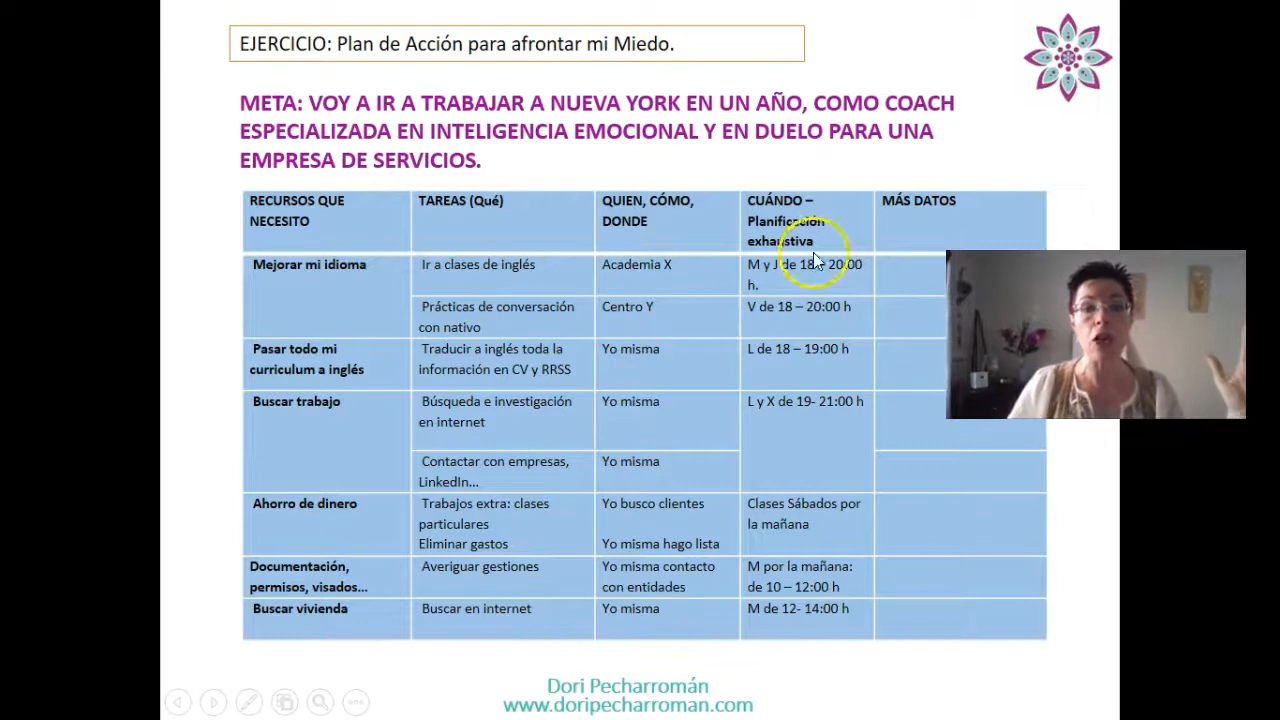 EJERCICIO: Plan de Acción para afrontar mi Miedo.
META: VOY A IR A TRABAJAR A NUEVA YORK EN UN AÑO, COMO COACH
ESPECIALIZADA EN INTELIGENCIA EMOCIONAL Y EN DUELO PARA UNA
EMPRESA DE SERVICIOS.
RECURSOS QUE
NECESITO
TAREAS (Qué)
QUIEN, CÓMO,
DONDE
CUÁNDO –
Planificación
exhaustiva
MÁS DATOS
Mejorar mi idioma
Ir a clases de inglés
Academia X
M y J de 18 – 20:00
h.
Prácticas de conversación
con nativo
Centro Y
V de 18 – 20:00 h
Pasar todo mi
curriculum a inglés
Traducir a inglés toda la
información en CV y RRSS
Yo misma
L de 18 – 19:00 h
Buscar trabajo
Búsqueda e investigación
en internet
Yo misma
L y X de 19- 21:00 h
Contactar con empresas,
LinkedIn...
Yo misma
Ahorro de dinero
Trabajos extra: clases
particulares
Eliminar gastos
Yo busco clientes
Yo misma hago lista
Clases Sábados por
la mañana
Documentación,
permisos, visados...
Averiguar gestiones
Yo misma contacto
con entidades
M por la mañana:
de 10 – 12:00 h
Buscar vivienda
Buscar en internet
Yo misma
M de 12- 14:00 h
Dori Pecharromán
www.doripecharroman.com